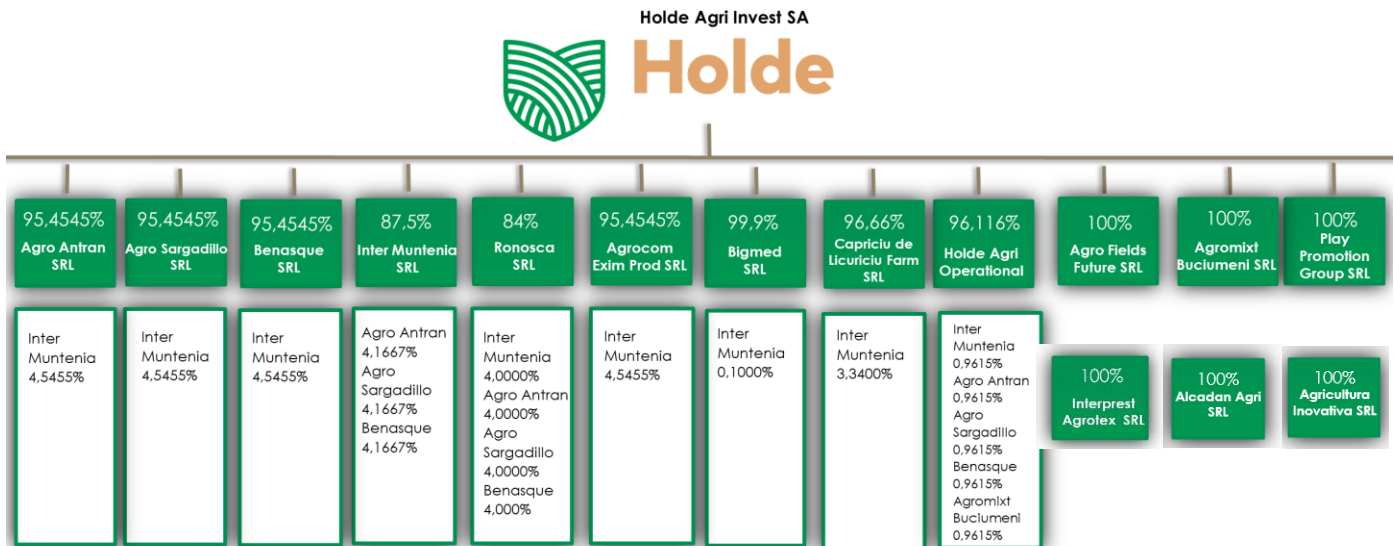 Holde Agri Invest SA
Holde
95,4545%
Agro Antran
SRL
95,4545%
Agro Sargadillo
SRL
95,4545%
Benasque
SRL
87,5%
Inter Muntenia
SRL
84%
Ronosca
SRL
95,4545%
Agrocom
Exim Prod SRL
99,9%
Bigmed
SRL
96,66%
Capriciu de
Licuriciu Farm
SRL
96,116%
Holde Agri
Operational
100%
Agro Fields
Future SRL
100%
Agromixt
Buciumeni SRL
100%
Play
Promotion
Group SRL
Inter
Muntenia
4,5455%
Inter
Muntenia
4,5455%
Inter
Muntenia
4,5455%
Agro Antran
4,1667%
Agro
Sargadillo
4,1667%
Benasque
4,1667%
Inter
Muntenia
4,0000%
Agro Antran
4,0000%
Agro
Sargadillo
4,0000%
Benasque
4,000%
Inter
Muntenia
4,5455%
Inter
Muntenia
0,1000%
Inter
Muntenia
3,3400%
Inter
Muntenia
0,9615%
Agro Antran
0,9615%
Agro
Sargadillo
0,9615%
Benasque
0,9615%
Agromixt
Buciumeni
0,9615%
100%
Interprest
Agrotex SRL
100%
Alcadan Agri
SRL
100%
Agricultura
Inovativa SRL